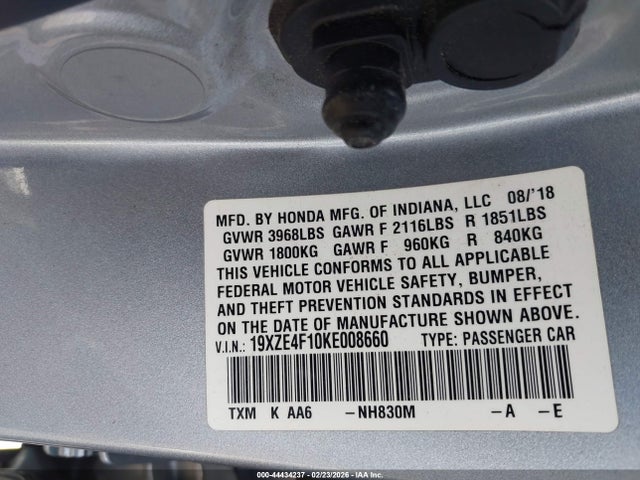 MFD. BY HONDA MFG. OF INDIANA, LLC 08/'18
GVWR 3968LBS GAWR F 2116LBS R 1851LBS
GVWR 1800KG GAWR F 960KG R 840KG
THIS VEHICLE CONFORMS TO ALL APPLICABLE
FEDERAL MOTOR VEHICLE SAFETY, BUMPER,
AND THEFT PREVENTION STANDARDS IN EFFECT
ON THE DATE OF MANUFACTURE SHOWN ABOVE.
V.I.N.: 19XZE4F10KE008660 TYPE: PASSENGER CAR
TXM K AA6 -NH830M -A -E
000-44434237 - 02/23/2026 - IAA, INC.